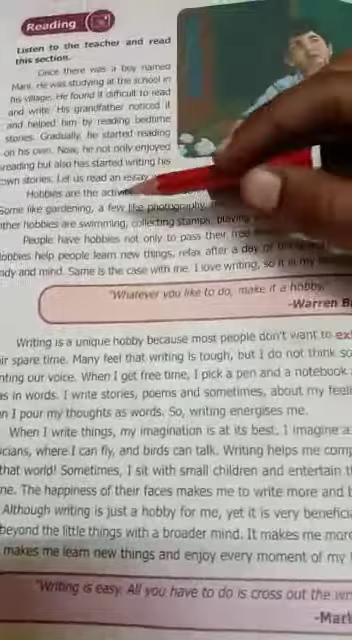 Reading
Listen to the teacher and read
this section.
Once there was a boy named
Mani. He was studying at the school in
his village. He found it difficult to read
and write. His grandfather noticed it
and helped him by reading bedtime
stories. Gradually, he started reading
on his own. Now, he not only enjoyed
reading but also has started writing his
own stories. Let us read an essay
Hobbies are the
Some like gardening, a few like photography,
other hobbies are swimming, collecting stamps, playing
People have hobbies not only to pass their free
obbies help people learn new things, relax after a day of
ody and mind. Same is the case with me. I love writing, so it
"Whatever you like to do, make it a hobby."
-Warren B
Writing is a unique hobby because most people don't want to ex
ir spare time. Many feel that writing is tough, but I do not think so
nting our voice. When I get free time, I pick a pen and a notebook
as in words. I write stories, poems and sometimes, about my feeli
n I pour my thoughts as words. So, writing energises me.
When I write things, my imagination is at its best. I imagine a
icians, where I can fly, and birds can talk. Writing helps me com
that world! Sometimes, I sit with small children and entertain t
ne. The happiness of their faces makes me to write more and
Although writing is just a hobby for me, yet it is very benefici
beyond the little things with a broader mind. It makes me more
makes me learn new things and enjoy every moment of my
"Writing is easy. All you have to do is cross out the wr
-Mar